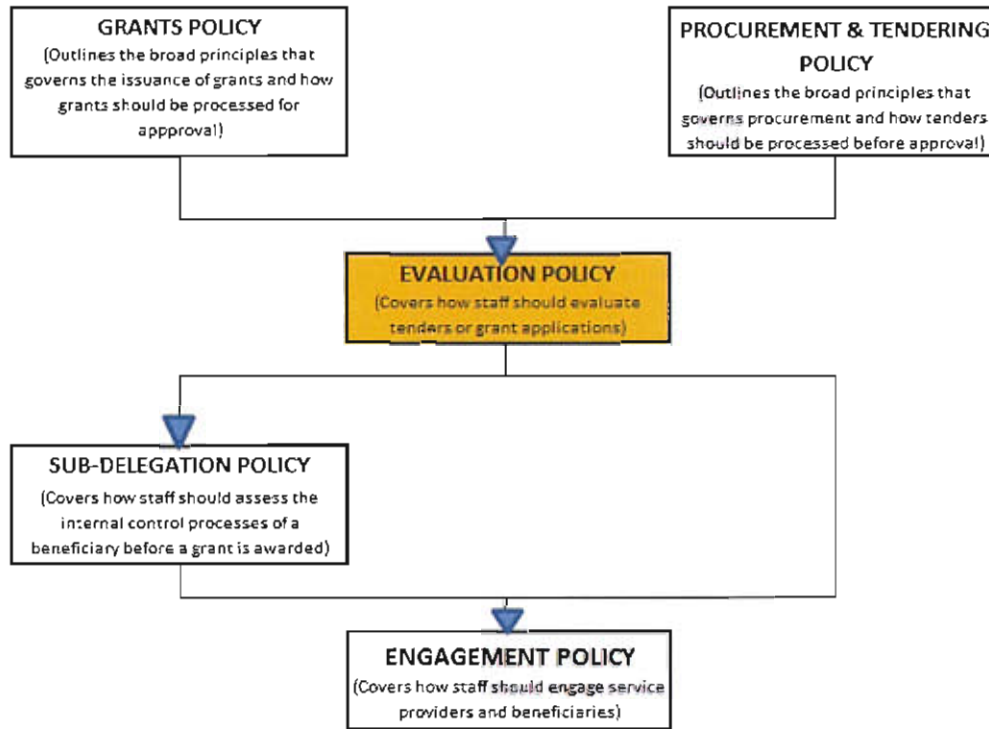 GRANTS POLICY
(Outlines the broad principles that
governs the issuance of grants and how
grants should be processed for
appproval)
PROCUREMENT & TENDERING
POLICY
(Outlines the broad principles that
governs procurement and how tenders
should be processed before approval)
EVALUATION POLICY
(Covers how staff should evaluate
tenders or grant applications)
SUB-DELEGATION POLICY
(Covers how staff should assess the
internal control processes of a
beneficiary before a grant is awarded)
ENGAGEMENT POLICY
(Covers how staff should engage service
providers and beneficiaries)